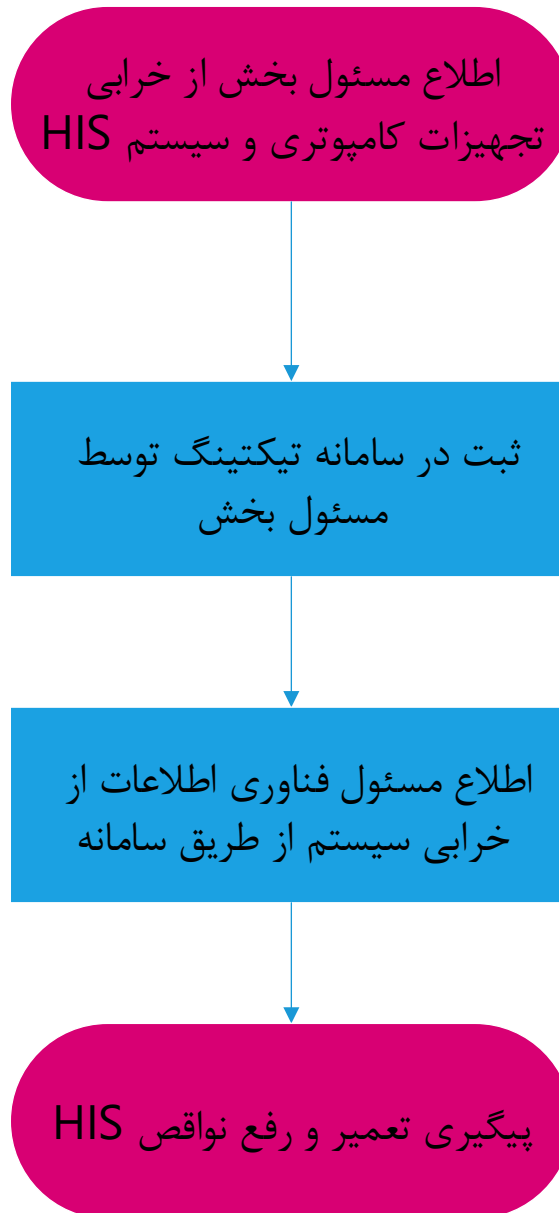 اطلاع مسئول بخش از خرابی
تجهیزات کامپوتری و سیستم HIS
ثبت در سامانه تیکتینگ توسط
مسئول بخش
اطلاع مسئول فناوری اطلاعات از
خرابی سیستم از طریق سامانه
پیگیری تعمیر و رفع نواقص HIS